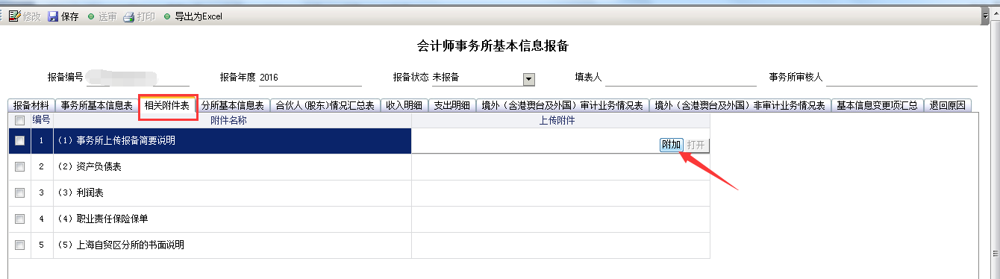 修改 保存 送审 打印 导出为Excel
会计师事务所基本信息报备
报备编号 报备年度 2016 报备状态 未报备 填表人 事务所审核人
报备材料 事务所基本信息表 相关附件表 分所基本信息表 合伙人(股东)情况汇总表 收入明细 支出明细 境外（含港澳台及外国）审计业务情况表 境外（含港澳台及外国）非审计业务情况表 基本信息变更项汇总 退回原因
编号 附件名称 上传附件
1 （1）事务所上传报备简要说明 附加 打开
2 （2）资产负债表
3 （3）利润表
4 （4）职业责任保险保单
5 （5）上海自贸区分所的书面说明